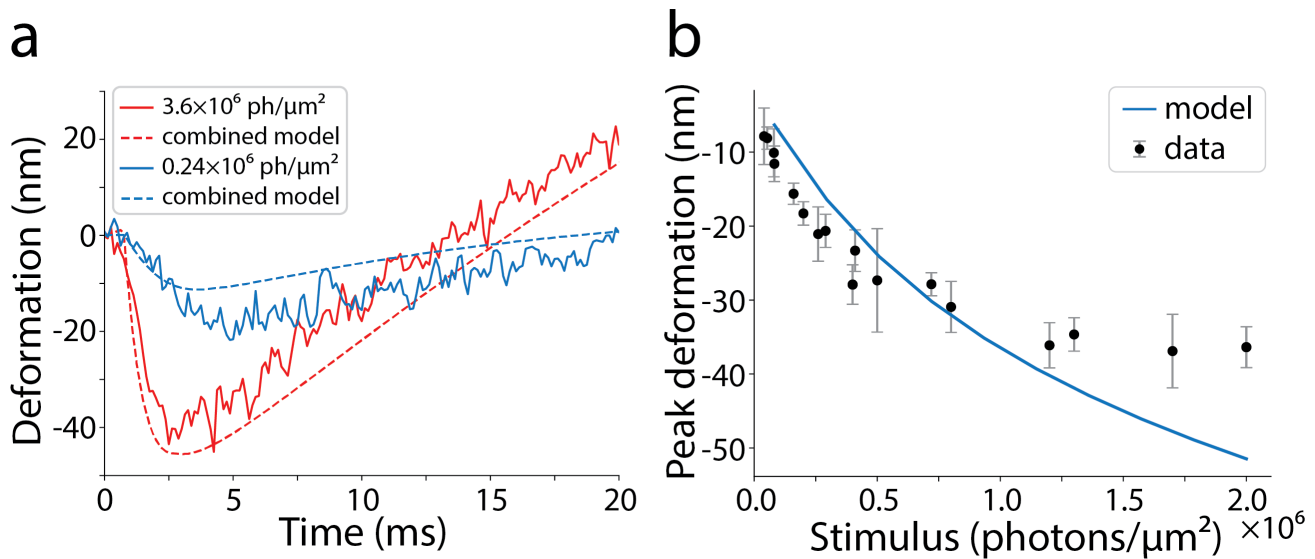 a
3.6×10⁶ ph/µm²
combined model
0.24×10⁶ ph/µm²
combined model
Deformation (nm)
20
0
-20
-40
0
5
10
15
20
Time (ms)
b
model
data
Peak deformation (nm)
-10
-20
-30
-40
-50
0.0
0.5
1.0
1.5
2.0
×10⁶
Stimulus (photons/µm²)